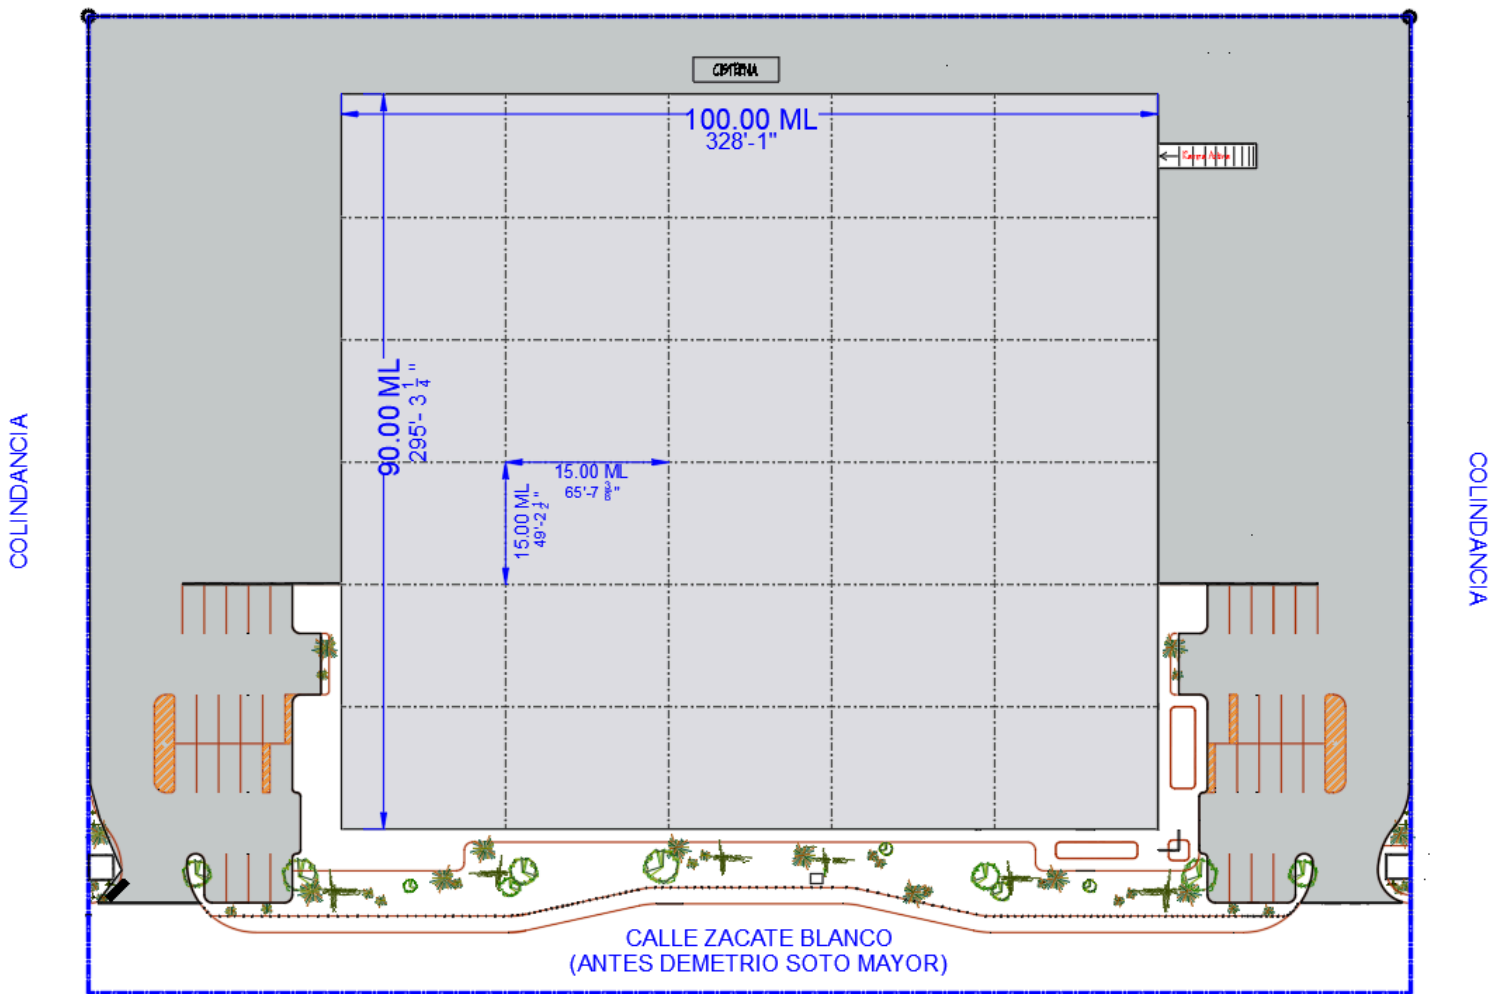 CISTERNA
100.00 ML
328'-1"
90.00 ML
295'- 3 1/4"
15.00 ML
65'-7 3/8"
15.00 ML
49'-2 1/2"
COLINDANCIA
COLINDANCIA
CALLE ZACATE BLANCO
(ANTES DEMETRIO SOTO MAYOR)